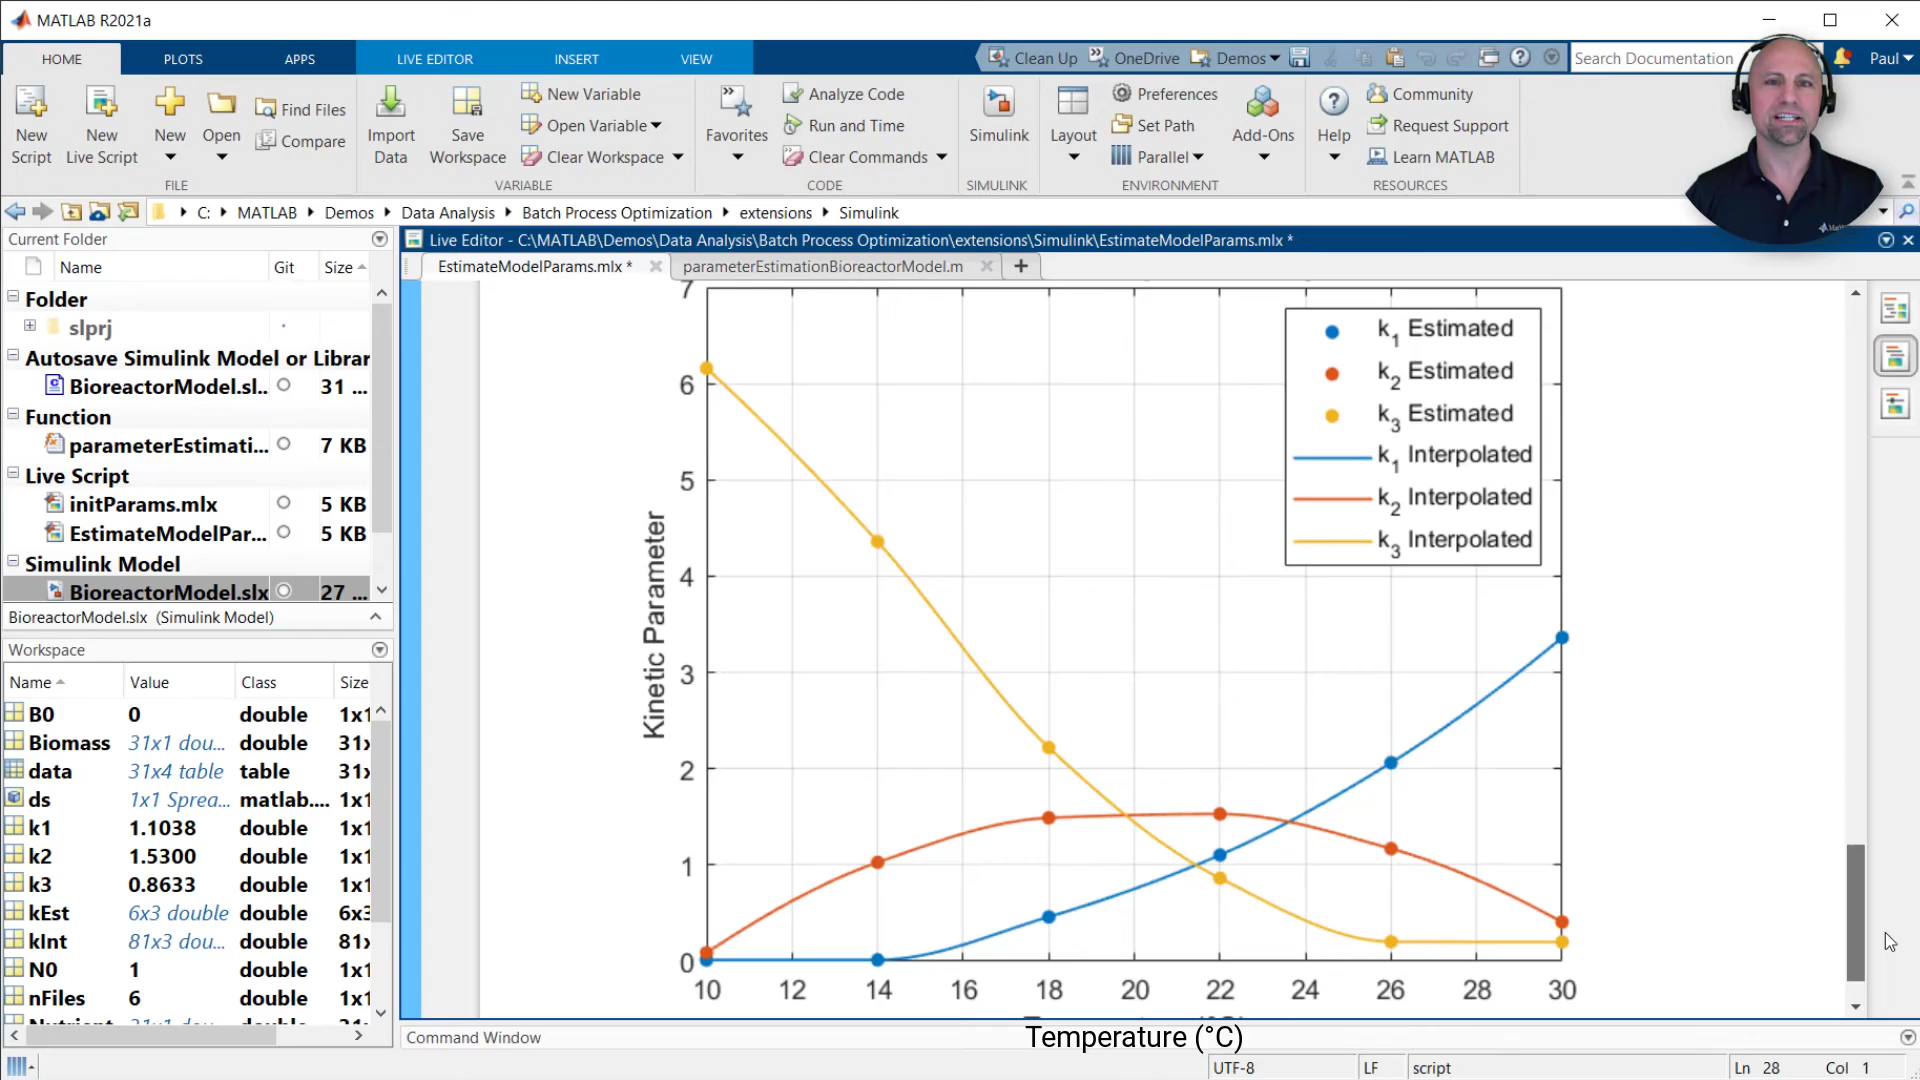 MATLAB R2021a
HOME PLOTS APPS LIVE EDITOR INSERT VIEW
Clean Up OneDrive Demos Search Documentation Paul
New Script
New Live Script
New
Open
Find Files
Compare
FILE
Import Data
Save Workspace
New Variable
Open Variable
Clear Workspace
VARIABLE
Favorites
Analyze Code
Run and Time
Clear Commands
CODE
Simulink
SIMULINK
Layout
Preferences
Set Path
Parallel
Add-Ons
ENVIRONMENT
Help
Community
Request Support
Learn MATLAB
RESOURCES
C: MATLAB Demos Data Analysis Batch Process Optimization extensions Simulink
Current Folder
Name Git Size
Folder
slprj
Autosave Simulink Model or Librar
BioreactorModel.sl... 31 ...
Function
parameterEstimati... 7 KB
Live Script
initParams.mlx 5 KB
EstimateModelPar... 5 KB
Simulink Model
BioreactorModel.slx 27 ...
BioreactorModel.slx (Simulink Model)
Workspace
Name Value Class Size
B0 0 double 1x1
Biomass 31x1 dou... double 31x
data 31x4 table table 31x
ds 1x1 Sprea... matlab.... 1x1
k1 1.1038 double 1x1
k2 1.5300 double 1x1
k3 0.8633 double 1x1
kEst 6x3 double double 6x3
kInt 81x3 dou... double 81x
N0 1 double 1x1
nFiles 6 double 1x1
Live Editor - C:\MATLAB\Demos\Data Analysis\Batch Process Optimization\extensions\Simulink\EstimateModelParams.mlx *
EstimateModelParams.mlx * parameterEstimationBioreactorModel.m
7
6
5
4
3
2
1
0
Kinetic Parameter
k1 Estimated
k2 Estimated
k3 Estimated
k1 Interpolated
k2 Interpolated
k3 Interpolated
10 12 14 16 18 20 22 24 26 28 30
Temperature (°C)
Command Window
UTF-8 LF script Ln 28 Col 1